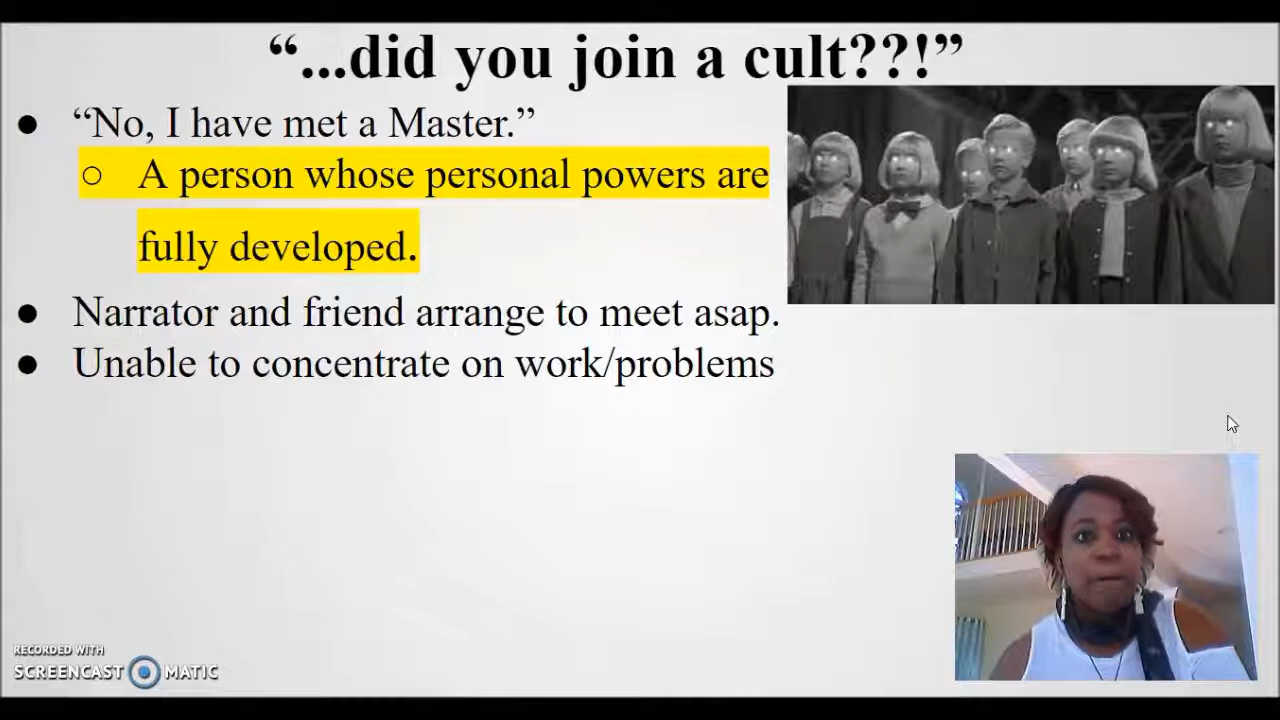 “...did you join a cult??!”
● “No, I have met a Master.”
○ A person whose personal powers are
fully developed.
● Narrator and friend arrange to meet asap.
● Unable to concentrate on work/problems
RECORDED WITH
SCREENCAST MATIC